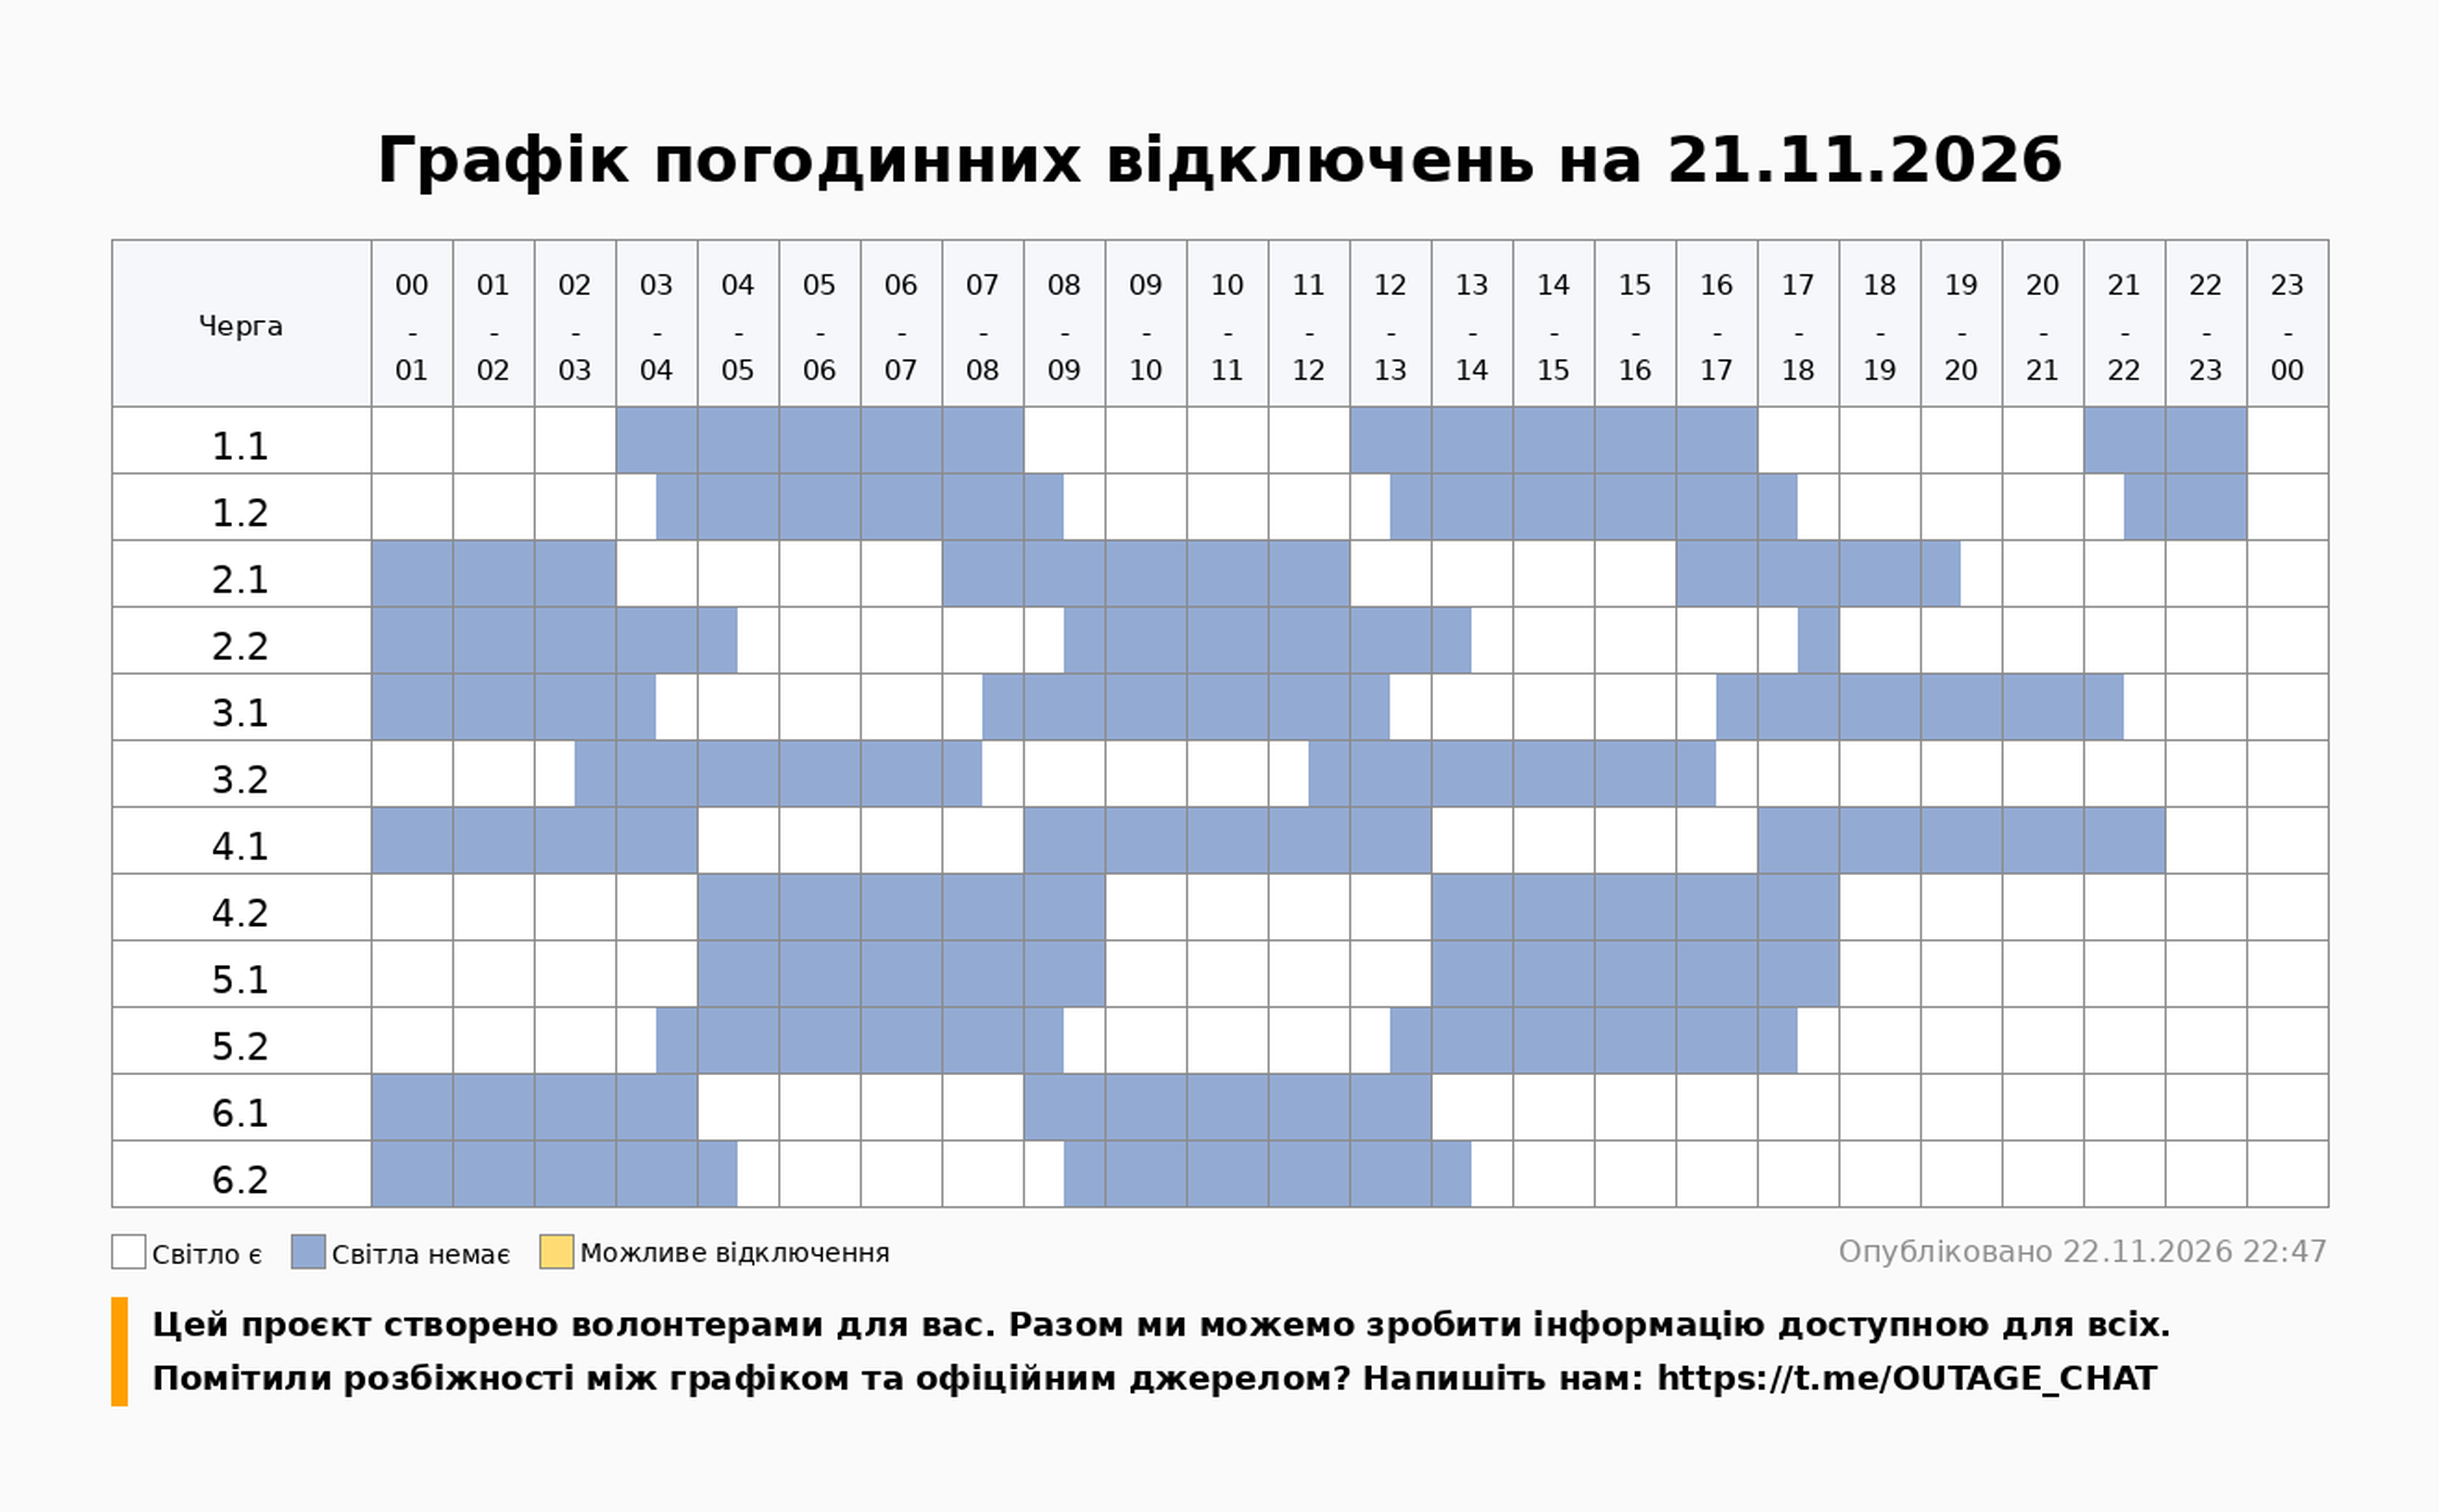 Графік погодинних відключень на 21.11.2026
Черга 00 - 01 01 - 02 02 - 03 03 - 04 04 - 05 05 - 06 06 - 07 07 - 08 08 - 09 09 - 10 10 - 11 11 - 12 12 - 13 13 - 14 14 - 15 15 - 16 16 - 17 17 - 18 18 - 19 19 - 20 20 - 21 21 - 22 22 - 23 23 - 00
1.1
1.2
2.1
2.2
3.1
3.2
4.1
4.2
5.1
5.2
6.1
6.2
Світло є Світла немає Можливе відключення Опубліковано 22.11.2026 22:47
Цей проєкт створено волонтерами для вас. Разом ми можемо зробити інформацію доступною для всіх.
Помітили розбіжності між графіком та офіційним джерелом? Напишіть нам: https://t.me/OUTAGE_CHAT